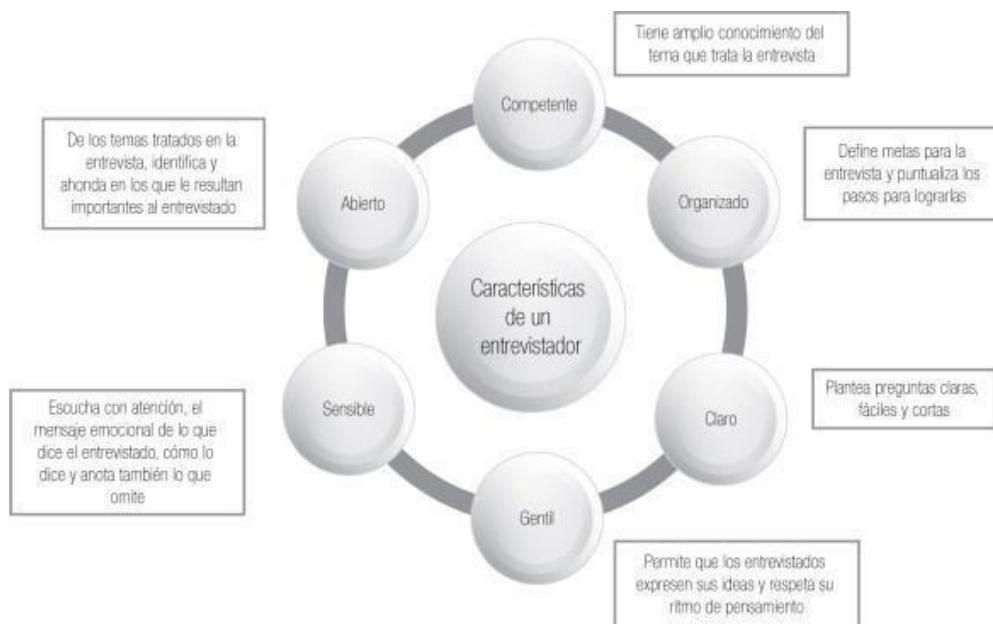 Tiene amplio conocimiento del
tema que trata la entrevista
Competente
De los temas tratados en la
entrevista, identifica y
ahonda en los que le resultan
importantes al entrevistado
Abierto
Define metas para la
entrevista y puntualiza los
pasos para lograrlas
Organizado
Características
de un
entrevistador
Escucha con atención, el
mensaje emocional de lo que
dice el entrevistado, cómo lo
dice y anota también lo que
omite
Sensible
Plantea preguntas claras,
fáciles y cortas
Claro
Gentil
Permite que los entrevistados
expresen sus ideas y respeta su
ritmo de pensamiento